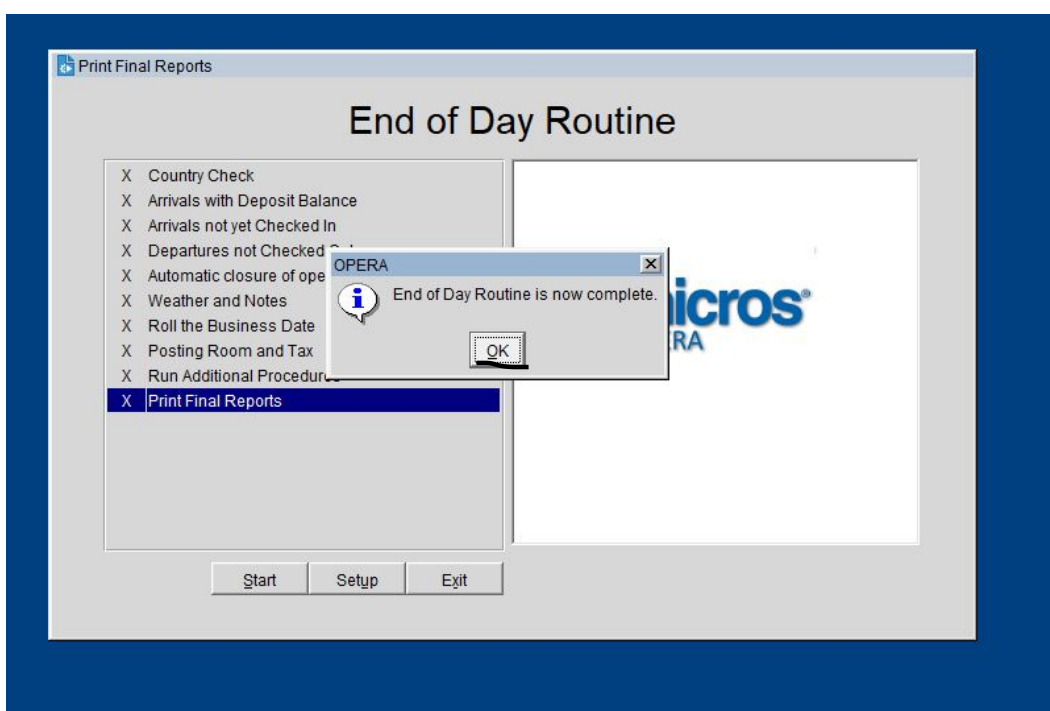 Print Final Reports
End of Day Routine
X Country Check
X Arrivals with Deposit Balance
X Arrivals not yet Checked In
X Departures not Checked
X Automatic closure of ope
X Weather and Notes
X Roll the Business Date
X Posting Room and Tax
X Run Additional Procedures
X Print Final Reports
OPERA
End of Day Routine is now complete.
OK
icros®
RA
Start Setup Exit